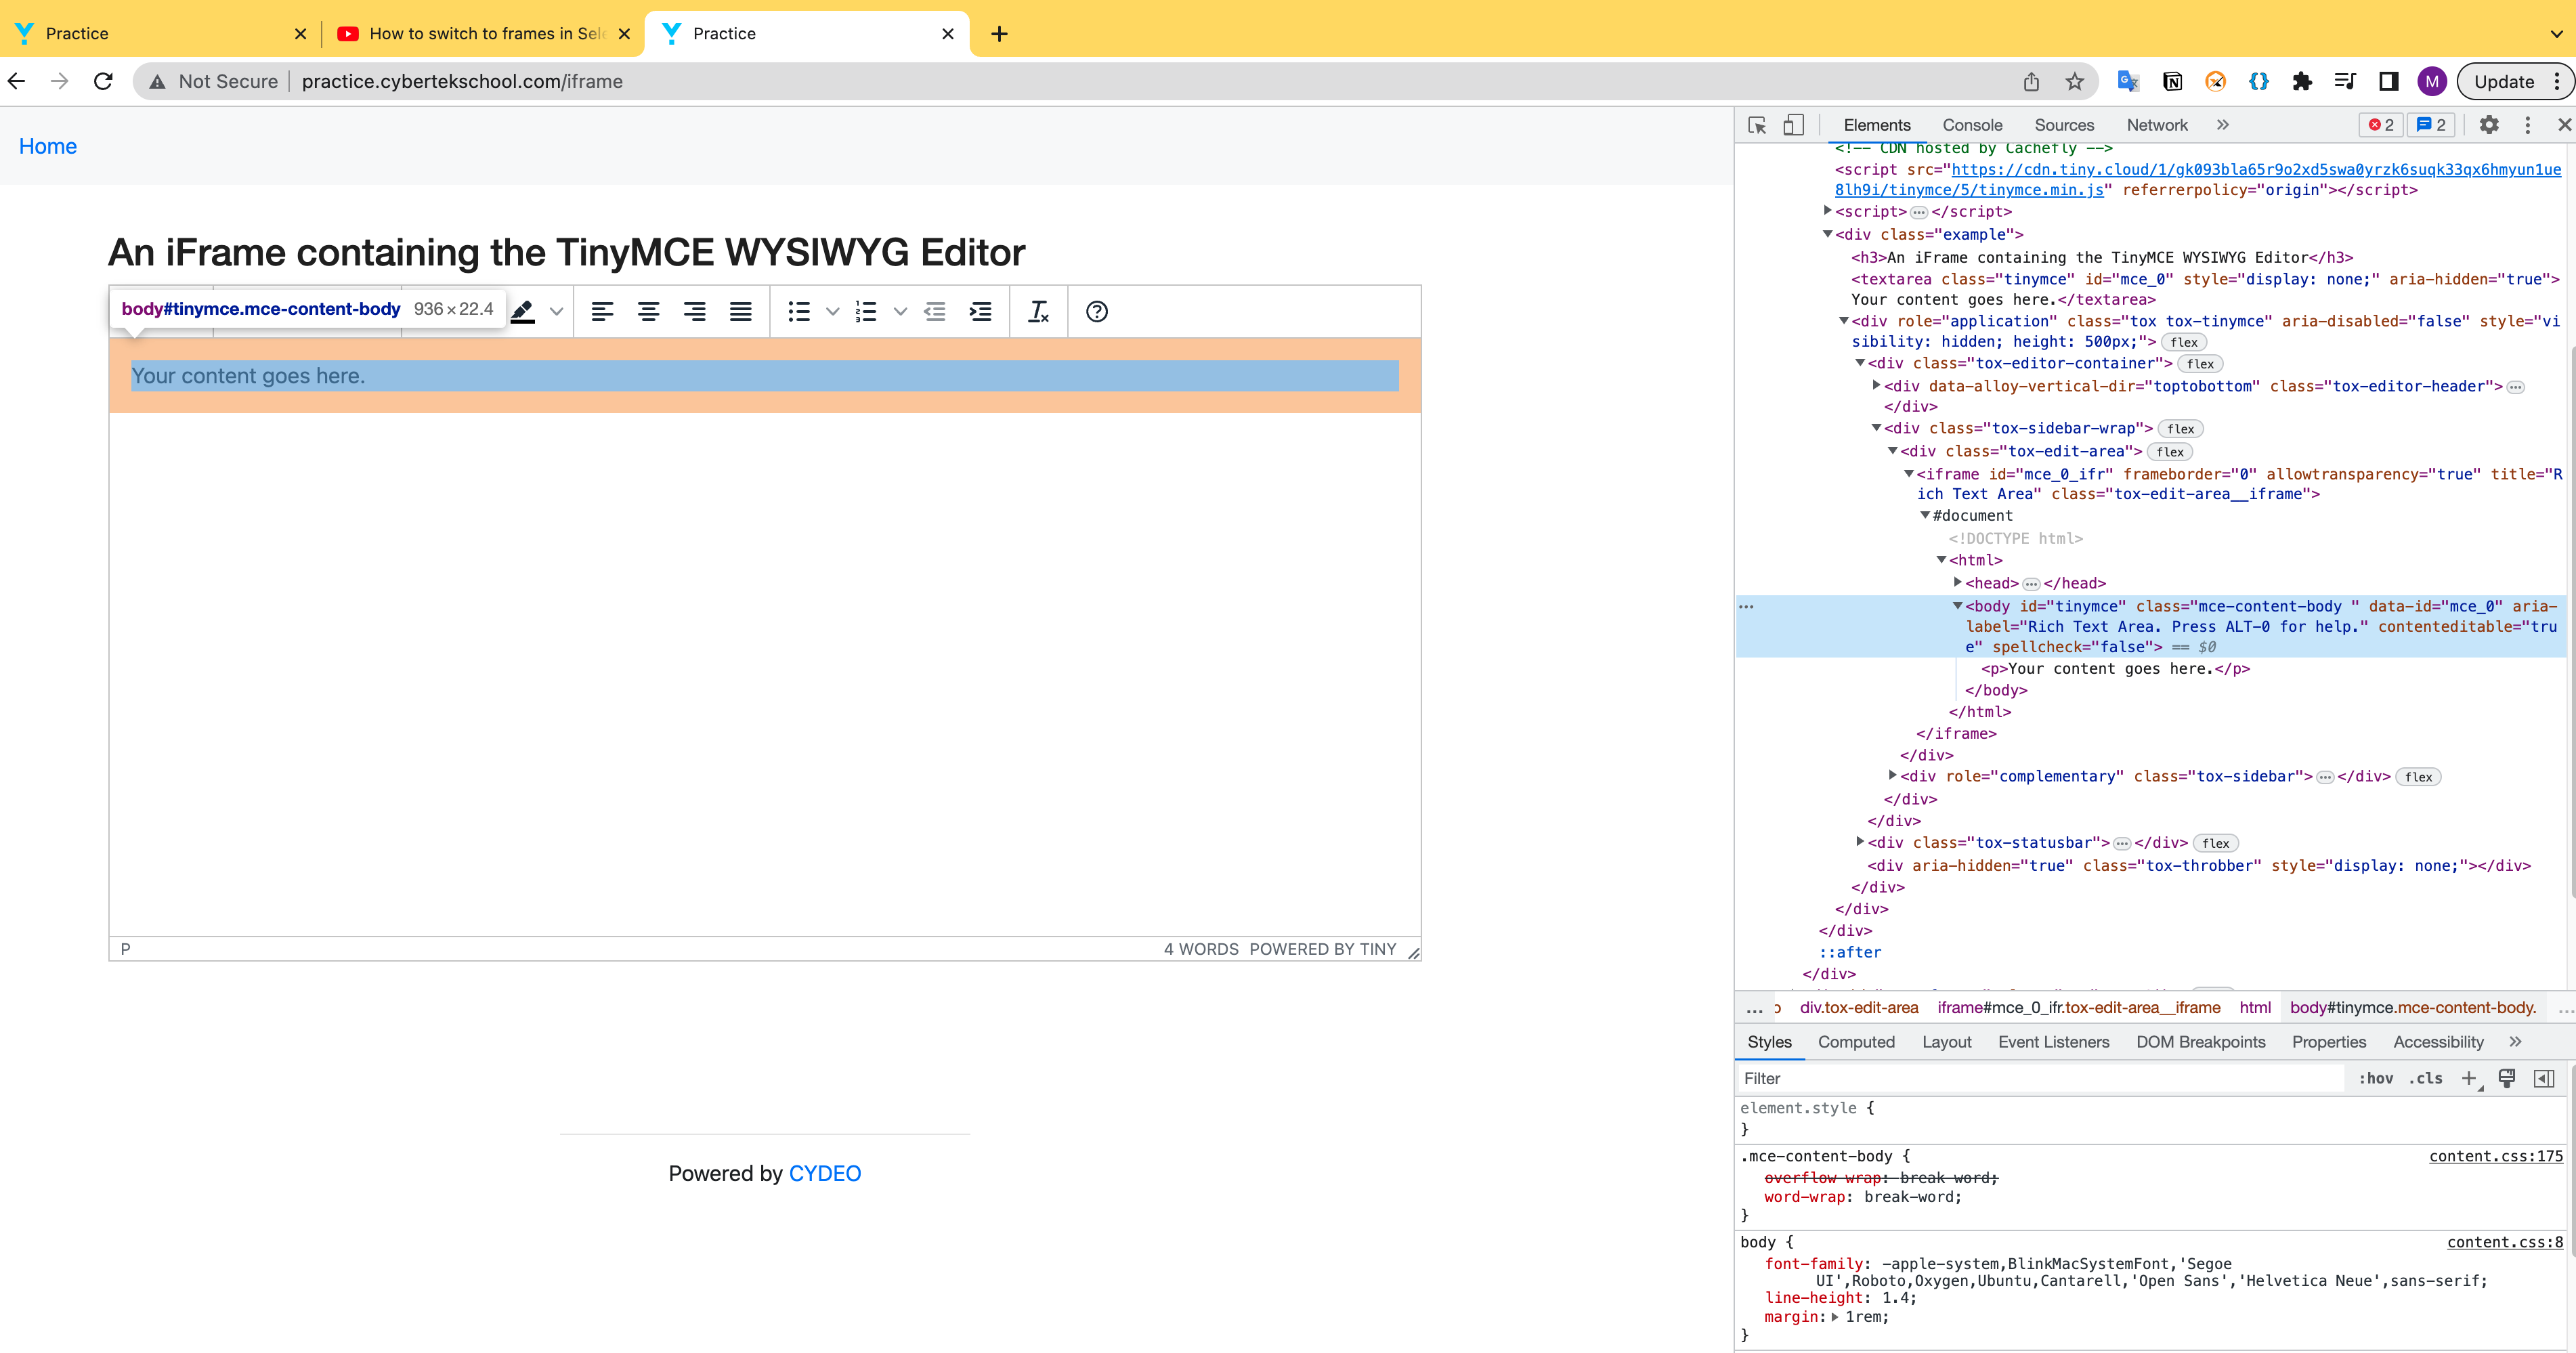 Practice
How to switch to frames in Sele
Practice
Not Secure
practice.cybertekschool.com/iframe
M
Update
Home
An iFrame containing the TinyMCE WYSIWYG Editor
body#tinymce.mce-content-body 936×22.4
Your content goes here.
P
4 WORDS POWERED BY TINY
Powered by CYDEO
Elements Console Sources Network » 2 2
<!-- CDN hosted by Cachefly -->
<script src="https://cdn.tiny.cloud/1/gk093bla65r9o2xd5swa0yrzk6suqk33qx6hmyun1ue
8lh9i/tinymce/5/tinymce.min.js" referrerpolicy="origin"></script>
<script>…</script>
<div class="example">
<h3>An iFrame containing the TinyMCE WYSIWYG Editor</h3>
<textarea class="tinymce" id="mce_0" style="display: none;" aria-hidden="true">
Your content goes here.</textarea>
<div role="application" class="tox tox-tinymce" aria-disabled="false" style="vi
sibility: hidden; height: 500px;"> flex
<div class="tox-editor-container"> flex
<div data-alloy-vertical-dir="toptobottom" class="tox-editor-header">…
</div>
<div class="tox-sidebar-wrap"> flex
<div class="tox-edit-area"> flex
<iframe id="mce_0_ifr" frameborder="0" allowtransparency="true" title="R
ich Text Area" class="tox-edit-area__iframe">
#document
<!DOCTYPE html>
<html>
<head>…</head>
… <body id="tinymce" class="mce-content-body " data-id="mce_0" aria-
label="Rich Text Area. Press ALT-0 for help." contenteditable="tru
e" spellcheck="false"> == $0
<p>Your content goes here.</p>
</body>
</html>
</iframe>
</div>
<div role="complementary" class="tox-sidebar">…</div> flex
</div>
</div>
<div class="tox-statusbar">…</div> flex
<div aria-hidden="true" class="tox-throbber" style="display: none;"></div>
</div>
</div>
</div>
::after
</div>
… div.tox-edit-area iframe#mce_0_ifr.tox-edit-area__iframe html body#tinymce.mce-content-body. …
Styles Computed Layout Event Listeners DOM Breakpoints Properties Accessibility »
Filter :hov .cls +
element.style {
}
.mce-content-body { content.css:175
overflow-wrap: break-word;
word-wrap: break-word;
}
body { content.css:8
font-family: -apple-system,BlinkMacSystemFont,'Segoe
UI',Roboto,Oxygen,Ubuntu,Cantarell,'Open Sans','Helvetica Neue',sans-serif;
line-height: 1.4;
margin: 1rem;
}